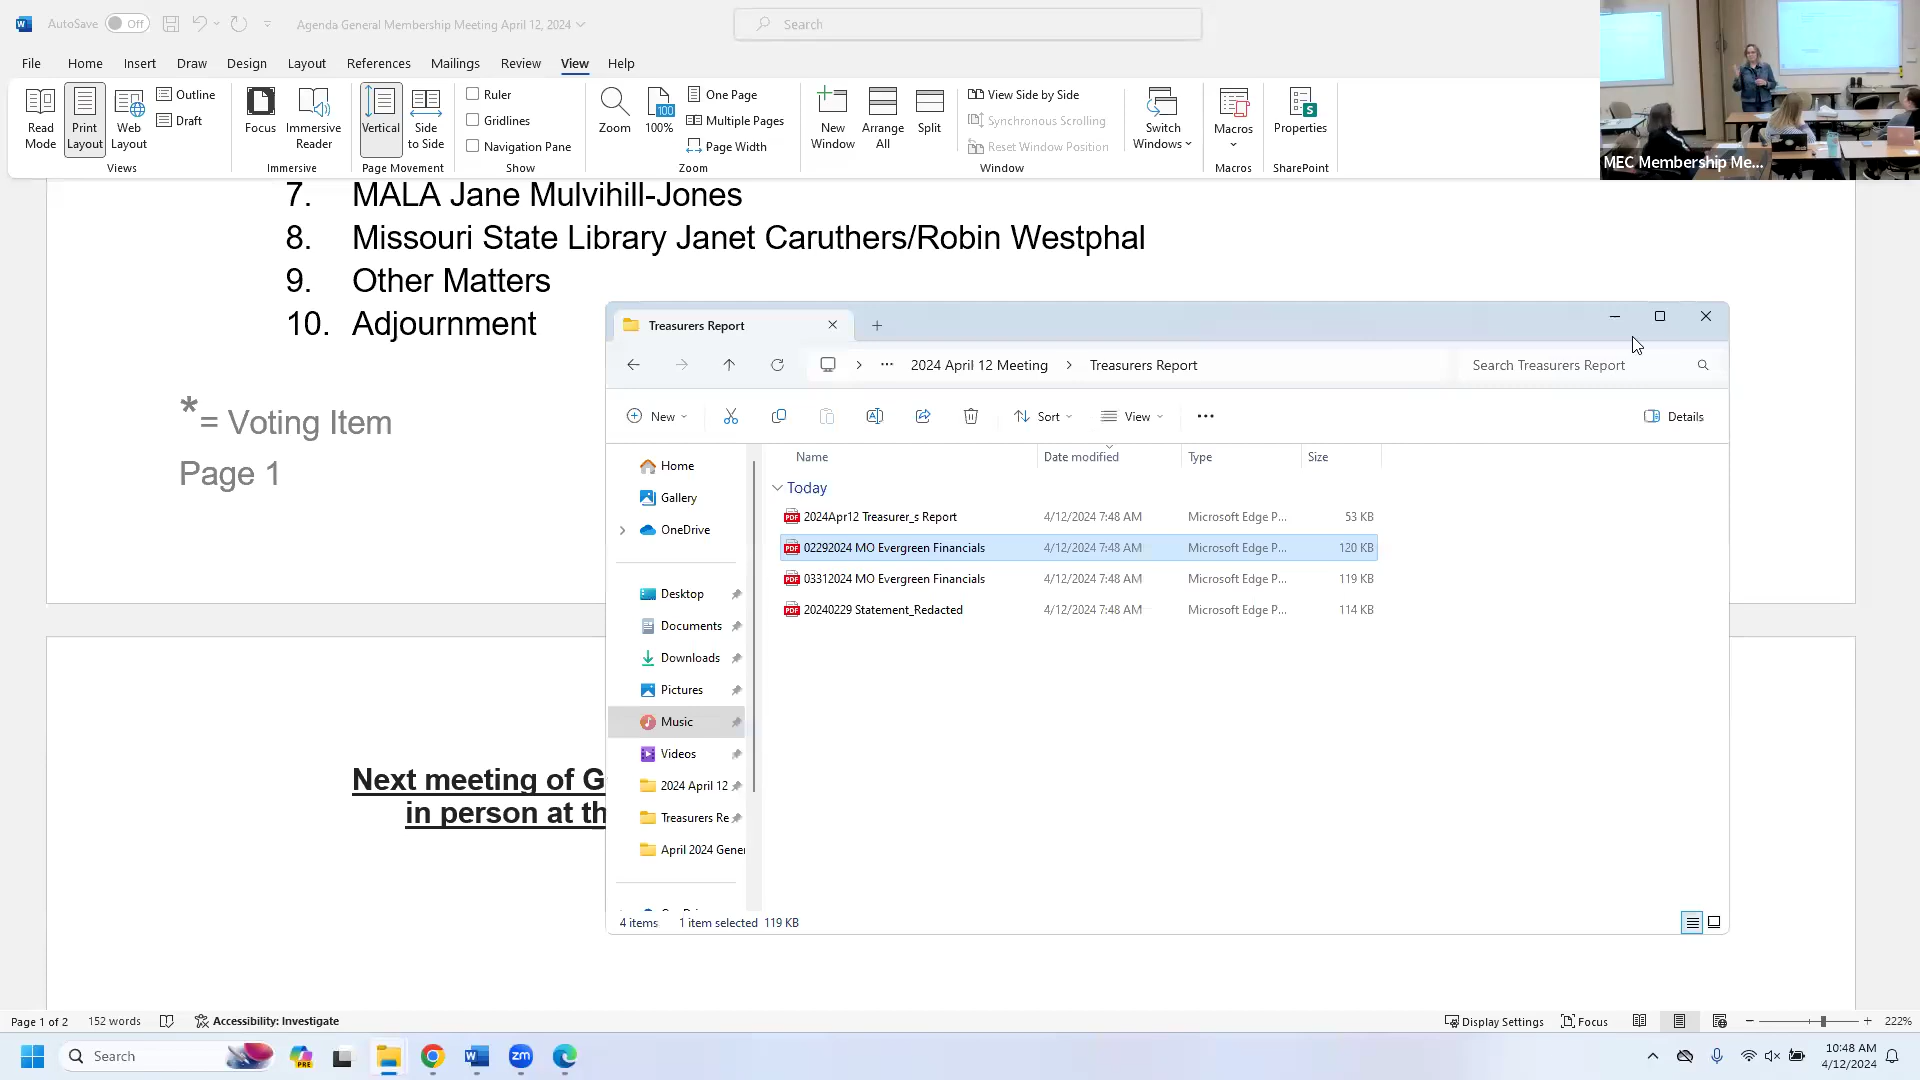 AutoSave Off Agenda General Membership Meeting April 12, 2024 Search
File Home Insert Draw Design Layout References Mailings Review View Help
Read Mode Print Layout Web Layout Outline Draft Views
Focus Immersive Reader Immersive
Vertical Side to Side Page Movement
Ruler Gridlines Navigation Pane Show
Zoom 100 100% One Page Multiple Pages Page Width Zoom
New Window Arrange All Split View Side by Side Synchronous Scrolling Reset Window Position Switch Windows Window
Macros Macros
S Properties SharePoint
MEC Membership Me...
7. MALA Jane Mulvihill-Jones
8. Missouri State Library Janet Caruthers/Robin Westphal
9. Other Matters
10. Adjournment
*= Voting Item
Page 1
Next meeting of G
in person at th
Treasurers Report
2024 April 12 Meeting > Treasurers Report Search Treasurers Report
New Sort View ... Details
Home
Gallery
OneDrive
Desktop
Documents
Downloads
Pictures
Music
Videos
2024 April 12
Treasurers Re
April 2024 Gener
Name Date modified Type Size
Today
PDF 2024Apr12 Treasurer_s Report 4/12/2024 7:48 AM Microsoft Edge P... 53 KB
PDF 02292024 MO Evergreen Financials 4/12/2024 7:48 AM Microsoft Edge P... 120 KB
PDF 03312024 MO Evergreen Financials 4/12/2024 7:48 AM Microsoft Edge P... 119 KB
PDF 20240229 Statement_Redacted 4/12/2024 7:48 AM Microsoft Edge P... 114 KB
4 items 1 item selected 119 KB
Page 1 of 2 152 words Accessibility: Investigate Display Settings Focus 222%
Search PRE zm 10:48 AM
4/12/2024